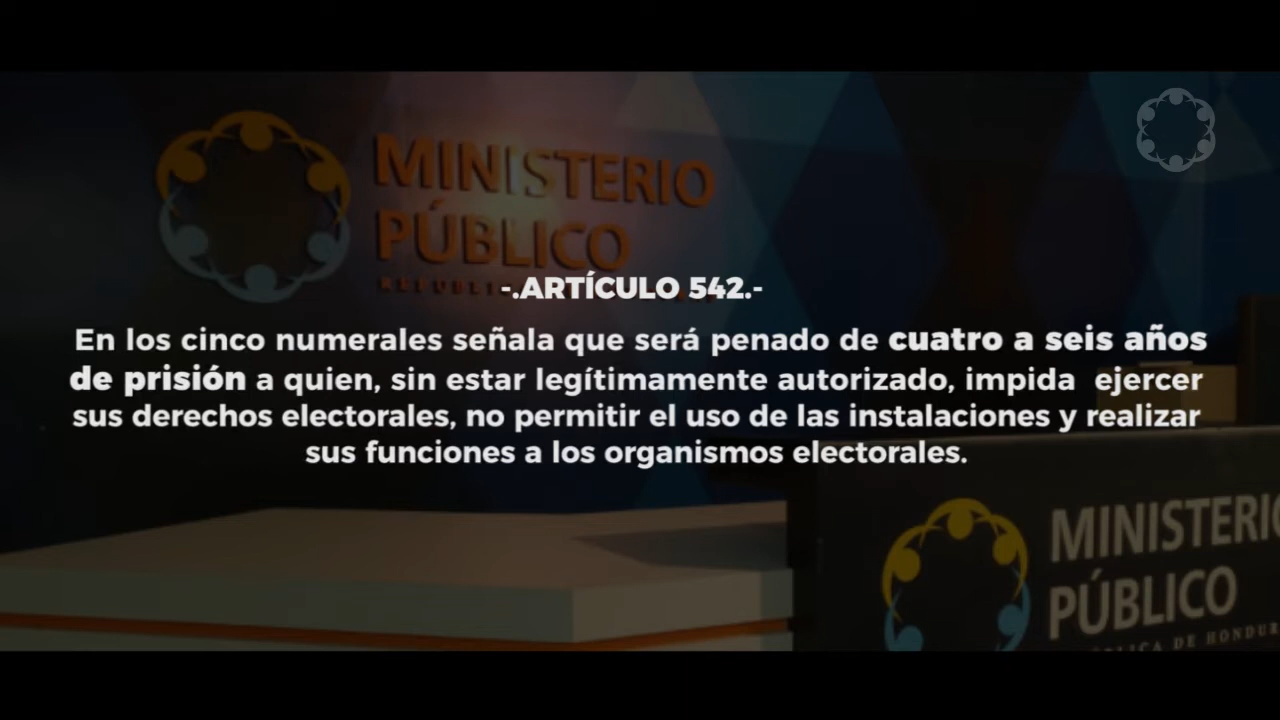 MINISTERIO
PÚBLICO
-.ARTÍCULO 542.-
En los cinco numerales señala que será penado de cuatro a seis años
de prisión a quien, sin estar legítimamente autorizado, impida ejercer
sus derechos electorales, no permitir el uso de las instalaciones y realizar
sus funciones a los organismos electorales.
MINISTERI
PÚBLICO